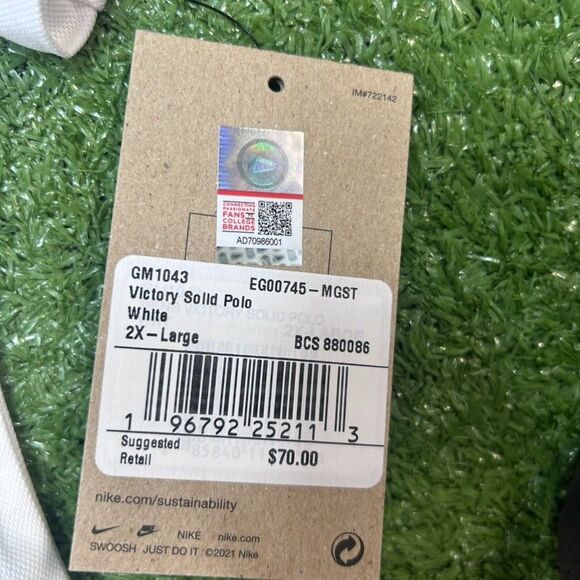 IM#722142
CONNECTING
PASSIONATE
FANS TO
COLLEGE
BRANDS
AD70986001
GM1043 EG00745-MGST
Victory Solid Polo
White
2X-Large BCS 880086
1 96792 25211 3
Suggested
Retail $70.00
nike.com/sustainability
NIKE nike.com
SWOOSH JUST DO IT ©2021 Nike